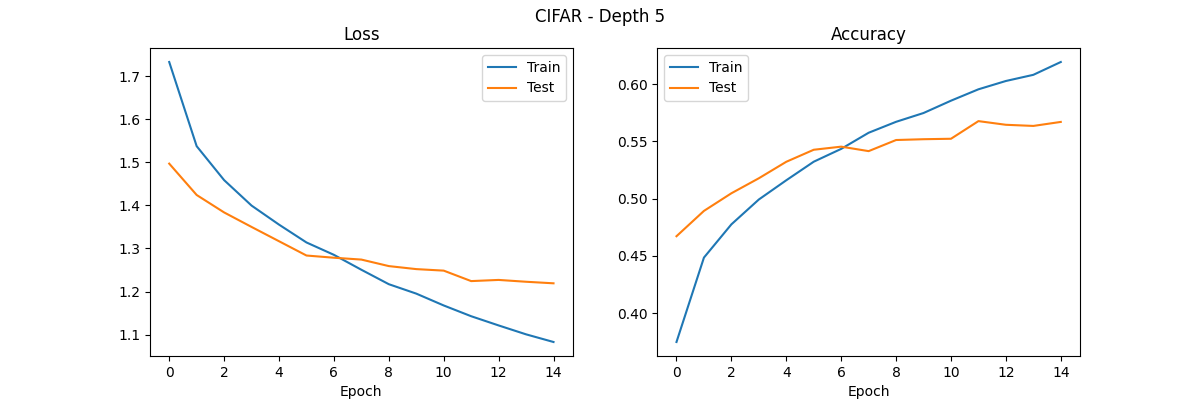 CIFAR - Depth 5
Loss
1.7
1.6
1.5
1.4
1.3
1.2
1.1
0 2 4 6 8 10 12 14
Epoch
Train
Test
Accuracy
0.60
0.55
0.50
0.45
0.40
0 2 4 6 8 10 12 14
Epoch
Train
Test